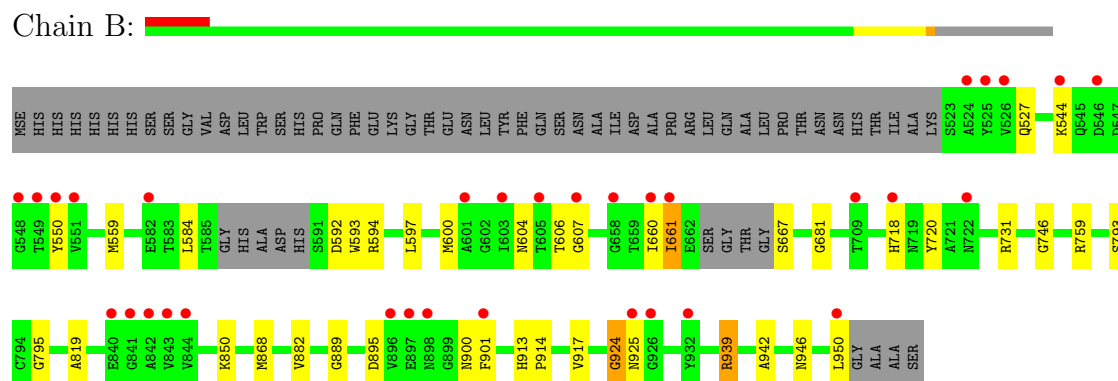 Chain B:
MSE HIS HIS HIS HIS HIS HIS SER SER GLY VAL ASP LEU TRP SER HIS PRO GLN PHE GLU LYS GLY THR GLU ASN LEU TYR PHE GLN SER ASN ALA ILE ASP ALA PRO ARG LEU GLN ALA LEU PRO THR ASN ASN HIS THR ILE ALA LYS S523 A524 Y525 V526 Q527 K544 Q545 D546 D547
G548 T549 Y550 V551 M559 E582 T583 L584 T585 GLY HIS ALA ASP HIS S591 D592 W593 R594 L597 M600 A601 G602 I603 N604 T605 T606 G607 G658 T659 I660 I661 E662 SER GLY THR GLY S667 G681 T709 H718 N719 Y720 A721 N722 R731 G746 R759 S793
C794 G795 A819 E840 G841 A842 V843 V844 K850 M868 V882 G889 D895 V896 E897 N898 G899 N900 F901 H913 P914 V917 G924 N925 G926 Y932 R939 A942 N946 L950 GLY ALA ALA SER